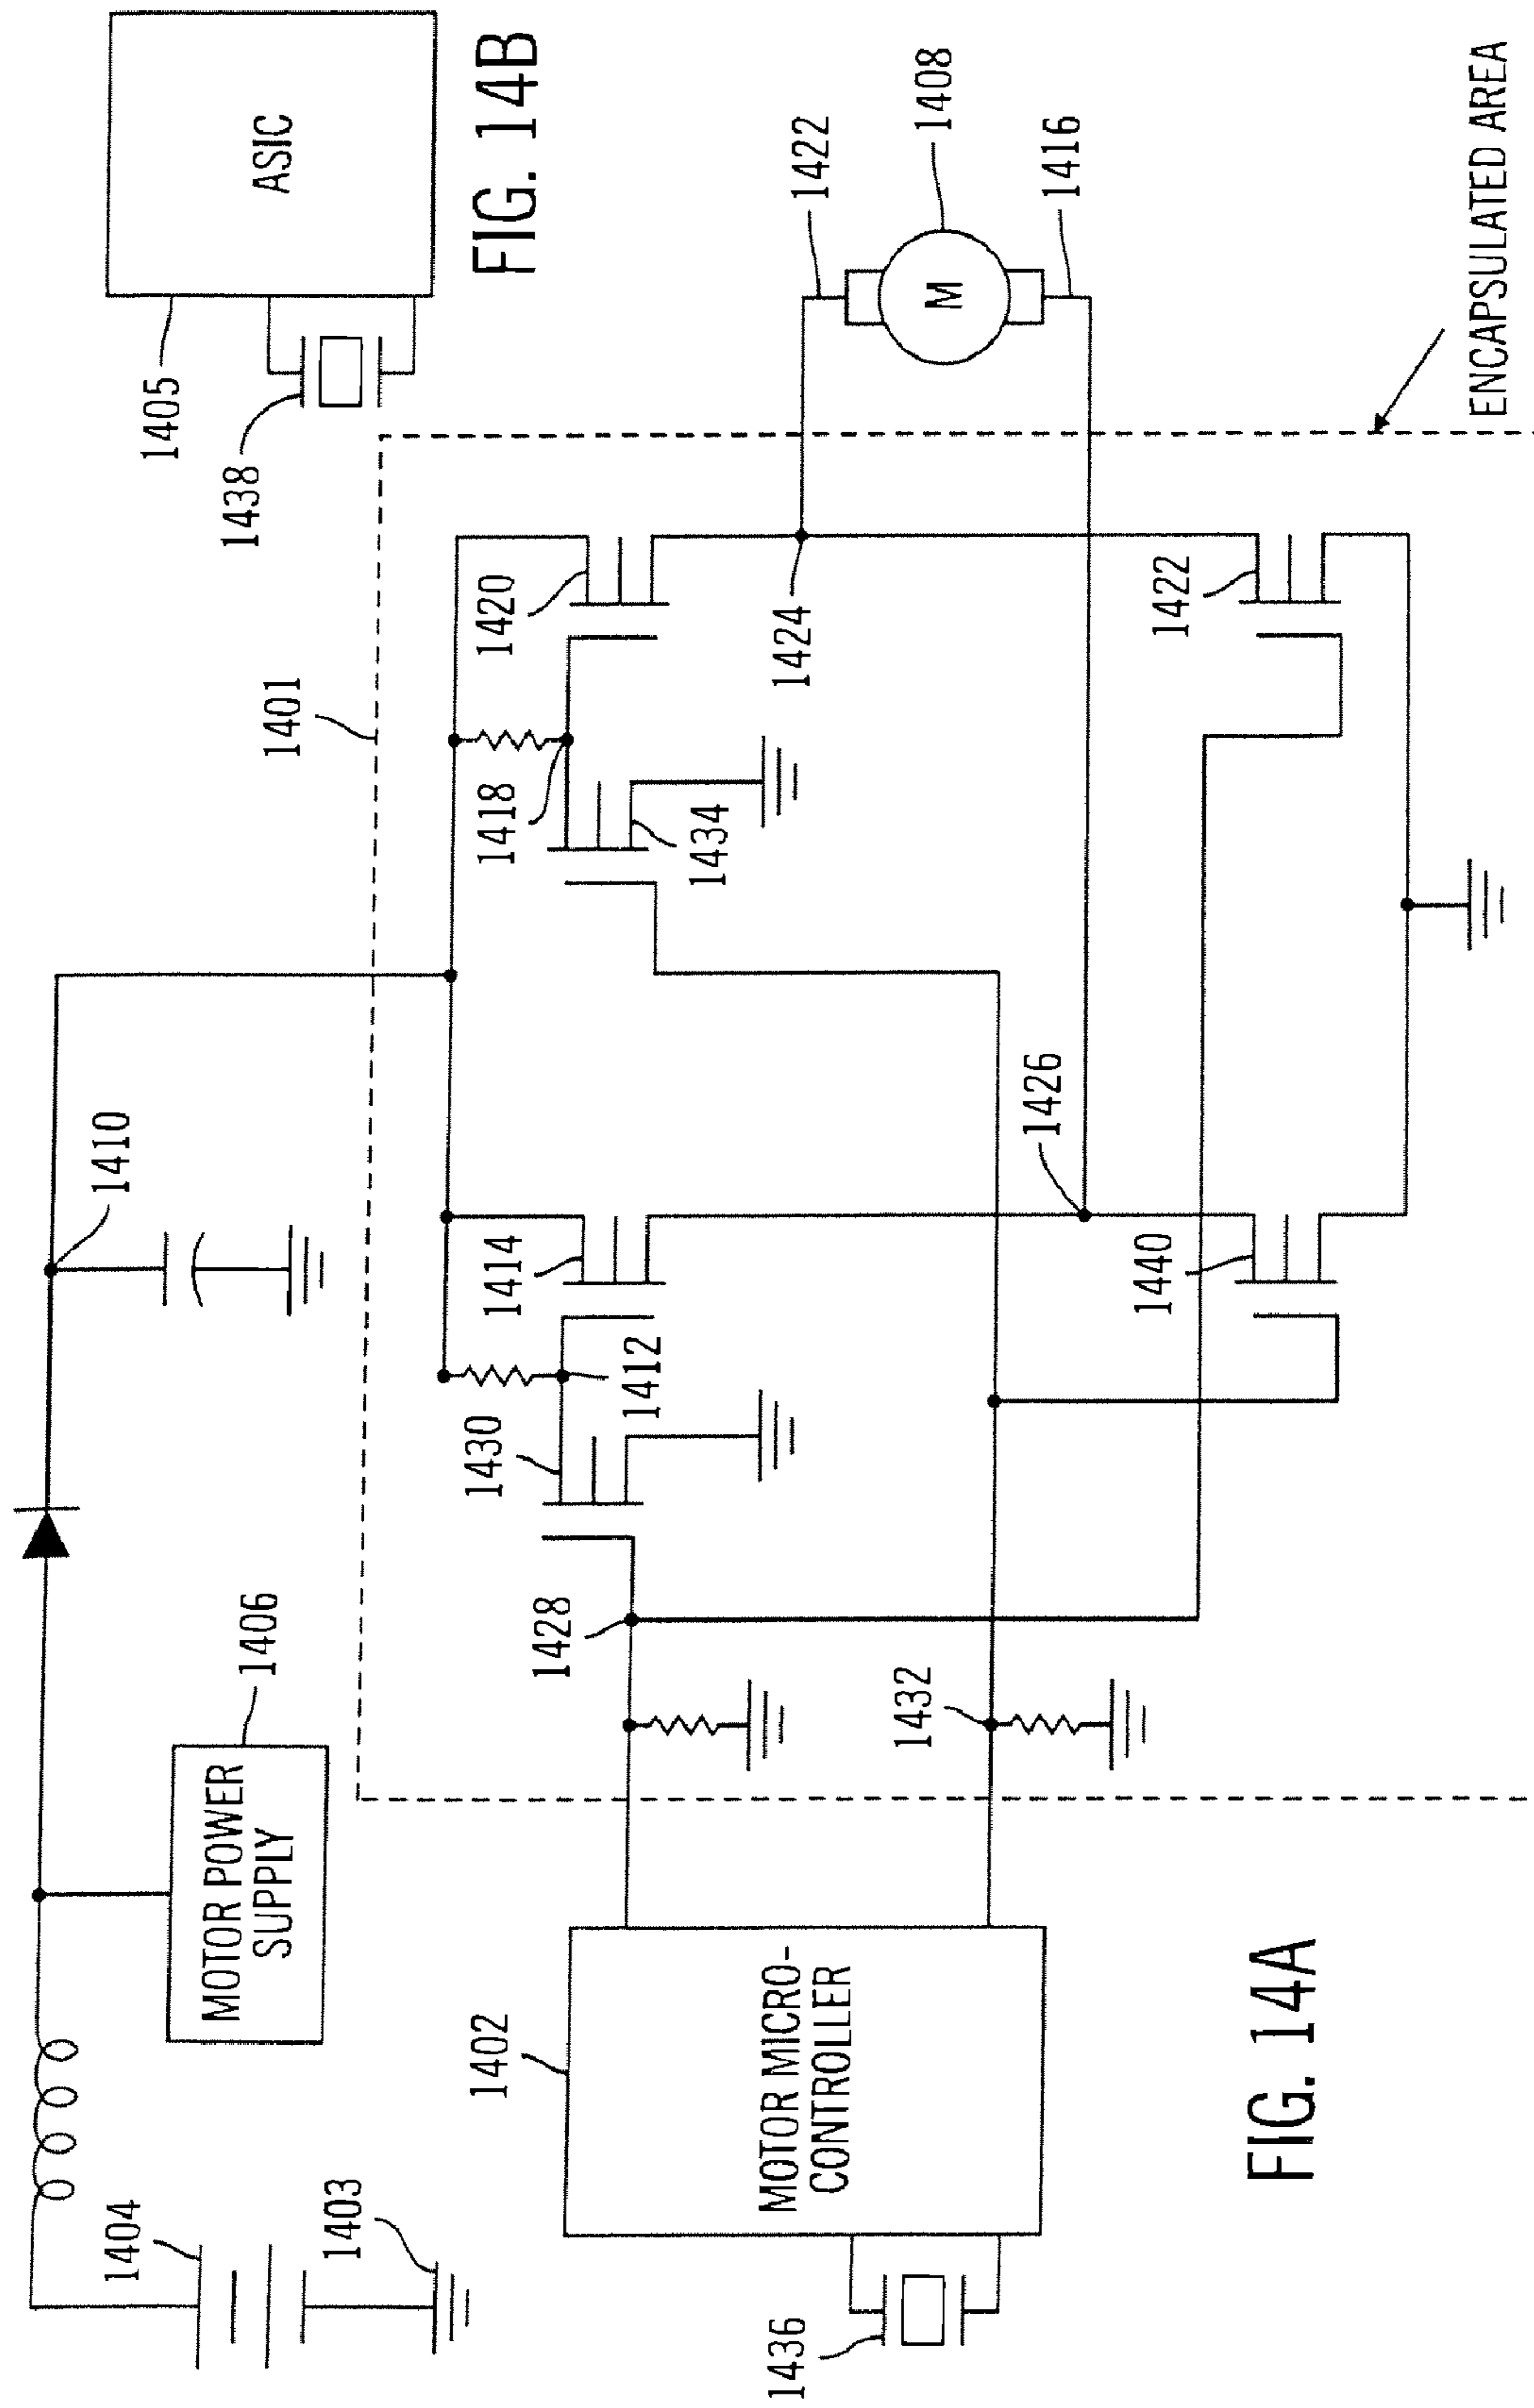 1404
1403
MOTOR POWER
SUPPLY
1406
1410
1401
1438
1405
ASIC
FIG. 14B
1402
MOTOR MICRO-
CONTROLLER
1436
1428
1432
1430
1412
1414
1418
1434
1420
1424
1426
1440
1422
1422
1408
M
1416
ENCAPSULATED AREA
FIG. 14A